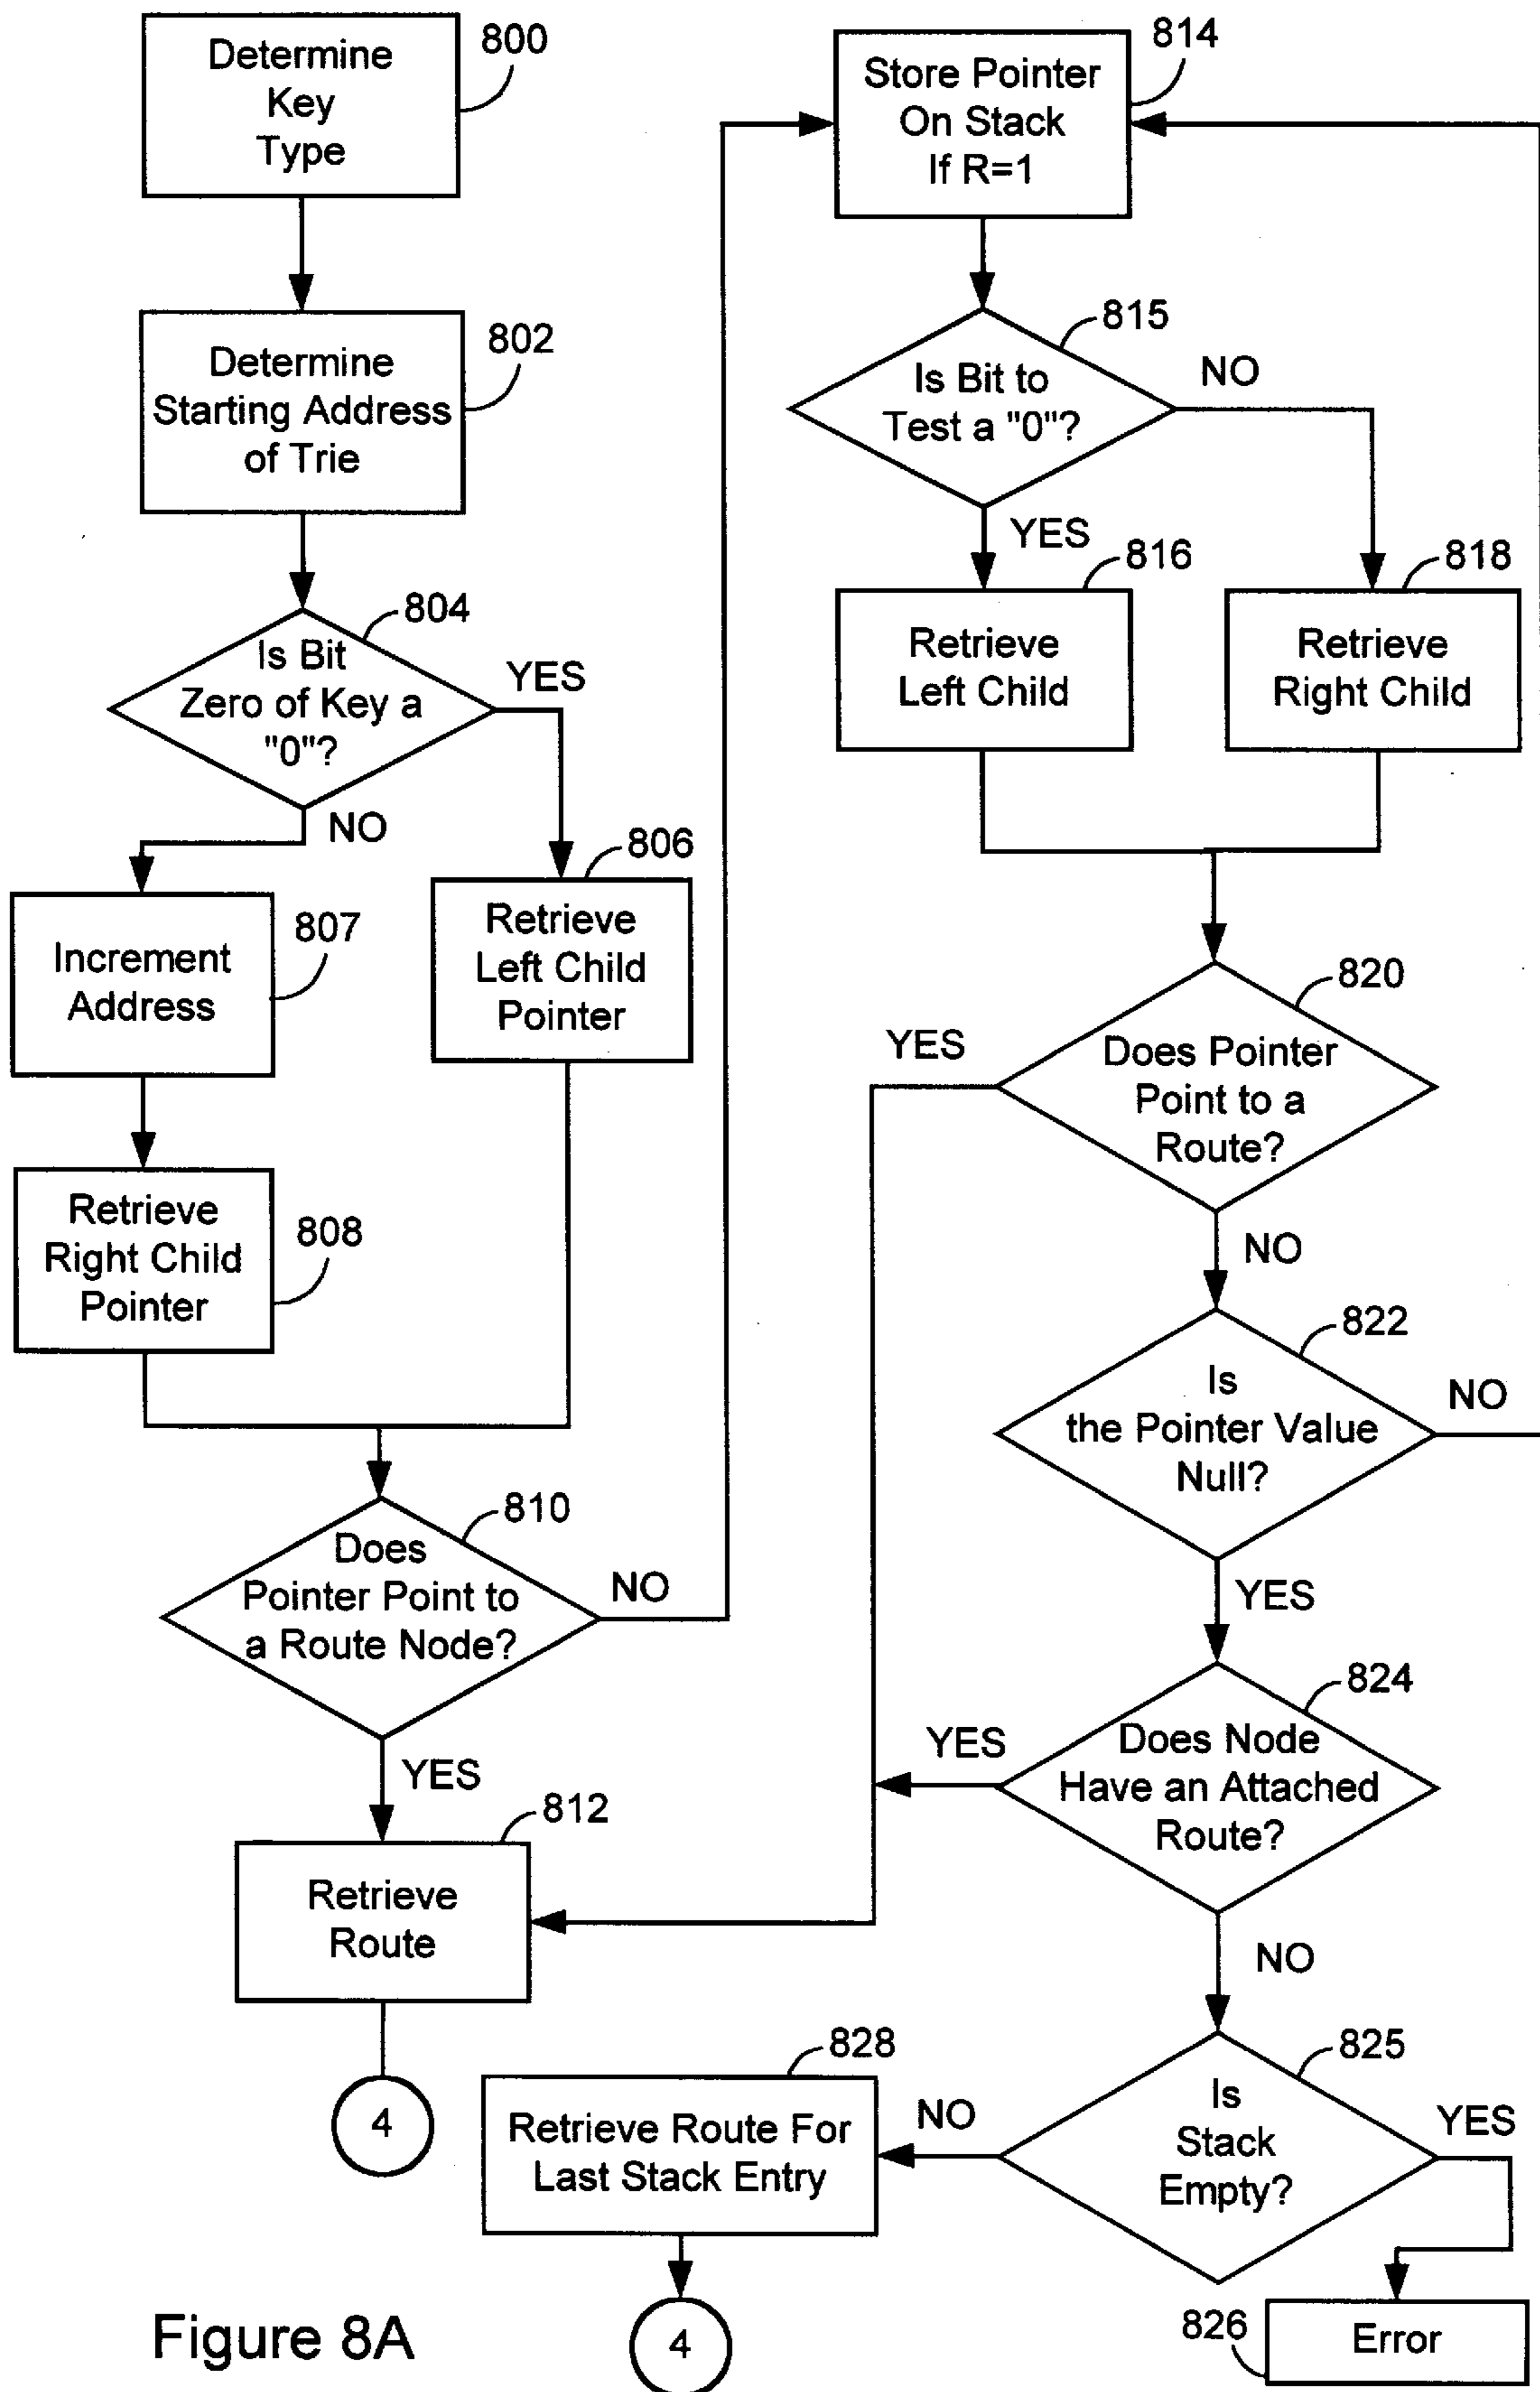 Determine
Key
Type
800
Determine
Starting Address
of Trie
802
Is Bit
Zero of Key a
"0"?
804
YES
NO
Increment
Address
807
Retrieve
Left Child
Pointer
806
Retrieve
Right Child
Pointer
808
Does
Pointer Point to
a Route Node?
810
NO
YES
Retrieve
Route
812
4
Store Pointer
On Stack
If R=1
814
Is Bit to
Test a "0"?
815
NO
YES
Retrieve
Left Child
816
Retrieve
Right Child
818
Does Pointer
Point to a
Route?
820
YES
NO
Is
the Pointer Value
Null?
822
NO
YES
Does Node
Have an Attached
Route?
824
YES
NO
Is
Stack
Empty?
825
NO
YES
Retrieve Route For
Last Stack Entry
828
4
Error
826
Figure 8A